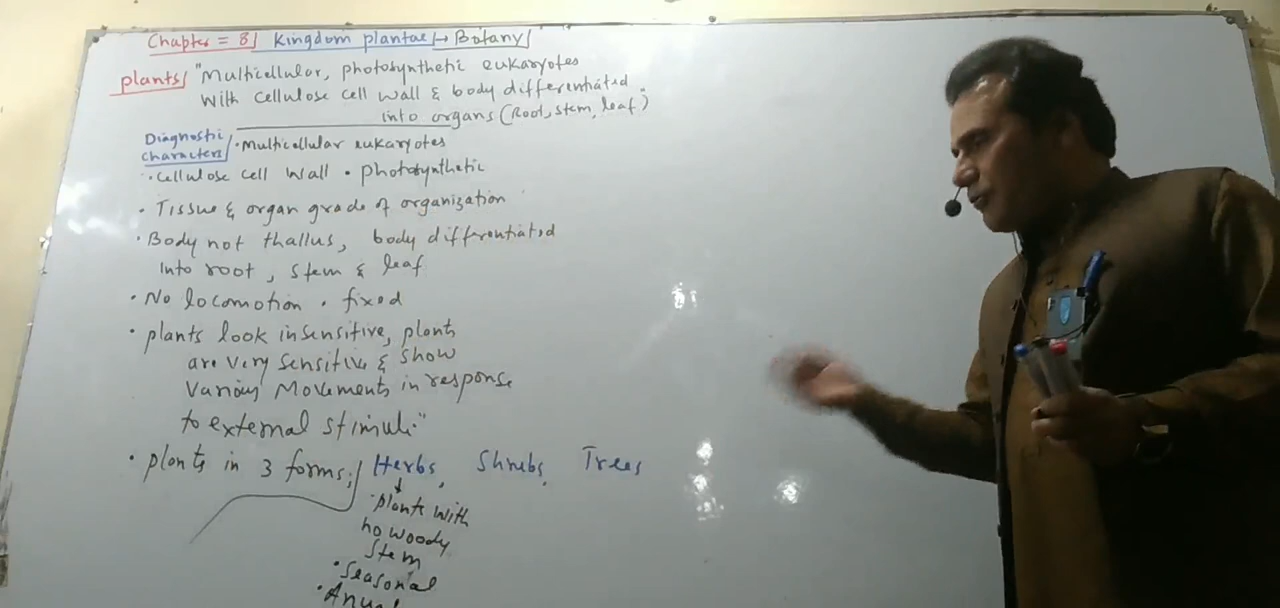 Chapter = 8/ Kingdom plantae/→ Botany/
plants/ "Multicellular, photosynthetic eukaryotes
with cellulose cell wall & body differentiated
into organs (Root, stem, leaf)"
Diagnostic
characters/ · Multicellular eukaryotes
· Cellulose cell wall · photosynthetic
· Tissue & organ grade of organization
· Body not thallus, body differentiated
into root, stem & leaf
· No locomotion · fixed
· plants look insensitive, plants
are very sensitive & show
various Movements in response
to external stimuli"
· plants in 3 forms;/ Herbs, Shrubs, Trees
· plants with
no woody
stem
· Seasonal
· Anual